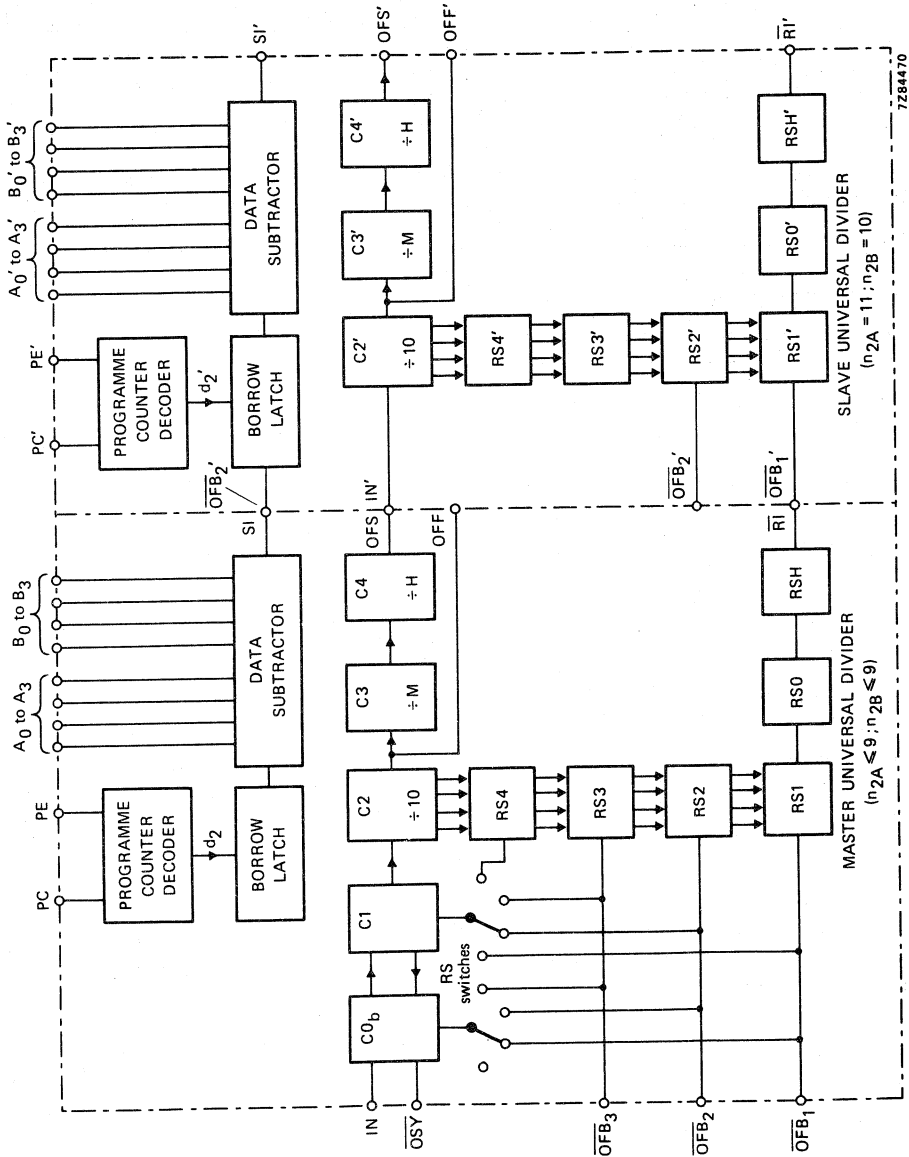 PC
PE
A0 to A3
B0 to B3
PC′
PE′
A0′ to A3′
B0′ to B3′
PROGRAMME
COUNTER
DECODER
d2
BORROW
LATCH
DATA
SUBTRACTOR
SI
OFB2′
PROGRAMME
COUNTER
DECODER
d2′
BORROW
LATCH
DATA
SUBTRACTOR
SI′
IN
OSY
C0b
C1
C2
÷10
C3
÷M
C4
÷H
OFS
IN′
OFF
C2′
÷10
C3′
÷M
C4′
÷H
OFS′
OFF′
RS
switches
RS4
RS3
RS2
RS1
RS0
RSH
RI
OFB3
OFB2
OFB1
RS4′
RS3′
RS2′
RS1′
RS0′
RSH′
RI′
OFB2′
OFB1′
MASTER UNIVERSAL DIVIDER
(n2A ⩽ 9 ; n2B ⩽ 9)
SLAVE UNIVERSAL DIVIDER
(n2A = 11 ; n2B = 10)
7Z84470